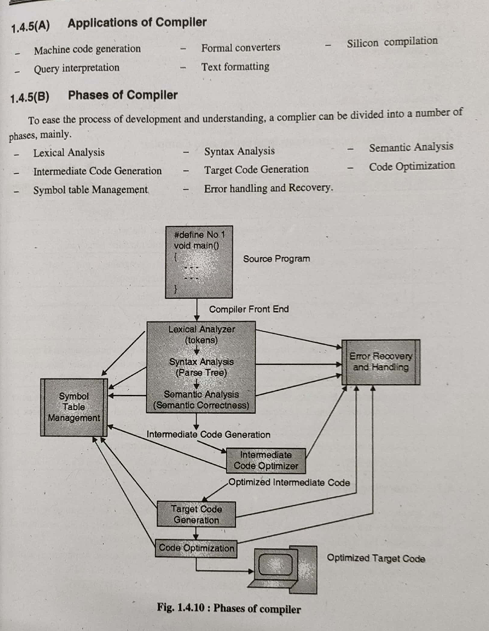 1.4.5(A) Applications of Compiler
– Machine code generation – Formal converters – Silicon compilation
– Query interpretation – Text formatting
1.4.5(B) Phases of Compiler
To ease the process of development and understanding, a complier can be divided into a number of
phases, mainly.
– Lexical Analysis – Syntax Analysis – Semantic Analysis
– Intermediate Code Generation – Target Code Generation – Code Optimization
– Symbol table Management – Error handling and Recovery.
#define No 1
void main()
{
...
...
}
Source Program
Compiler Front End
Lexical Analyzer
(tokens)
Syntax Analysis
(Parse Tree)
Semantic Analysis
(Semantic Correctness)
Error Recovery
and Handling
Symbol
Table
Management
Intermediate Code Generation
Intermediate
Code Optimizer
Optimized Intermediate Code
Target Code
Generation
Code Optimization
Optimized Target Code
Fig. 1.4.10 : Phases of compiler